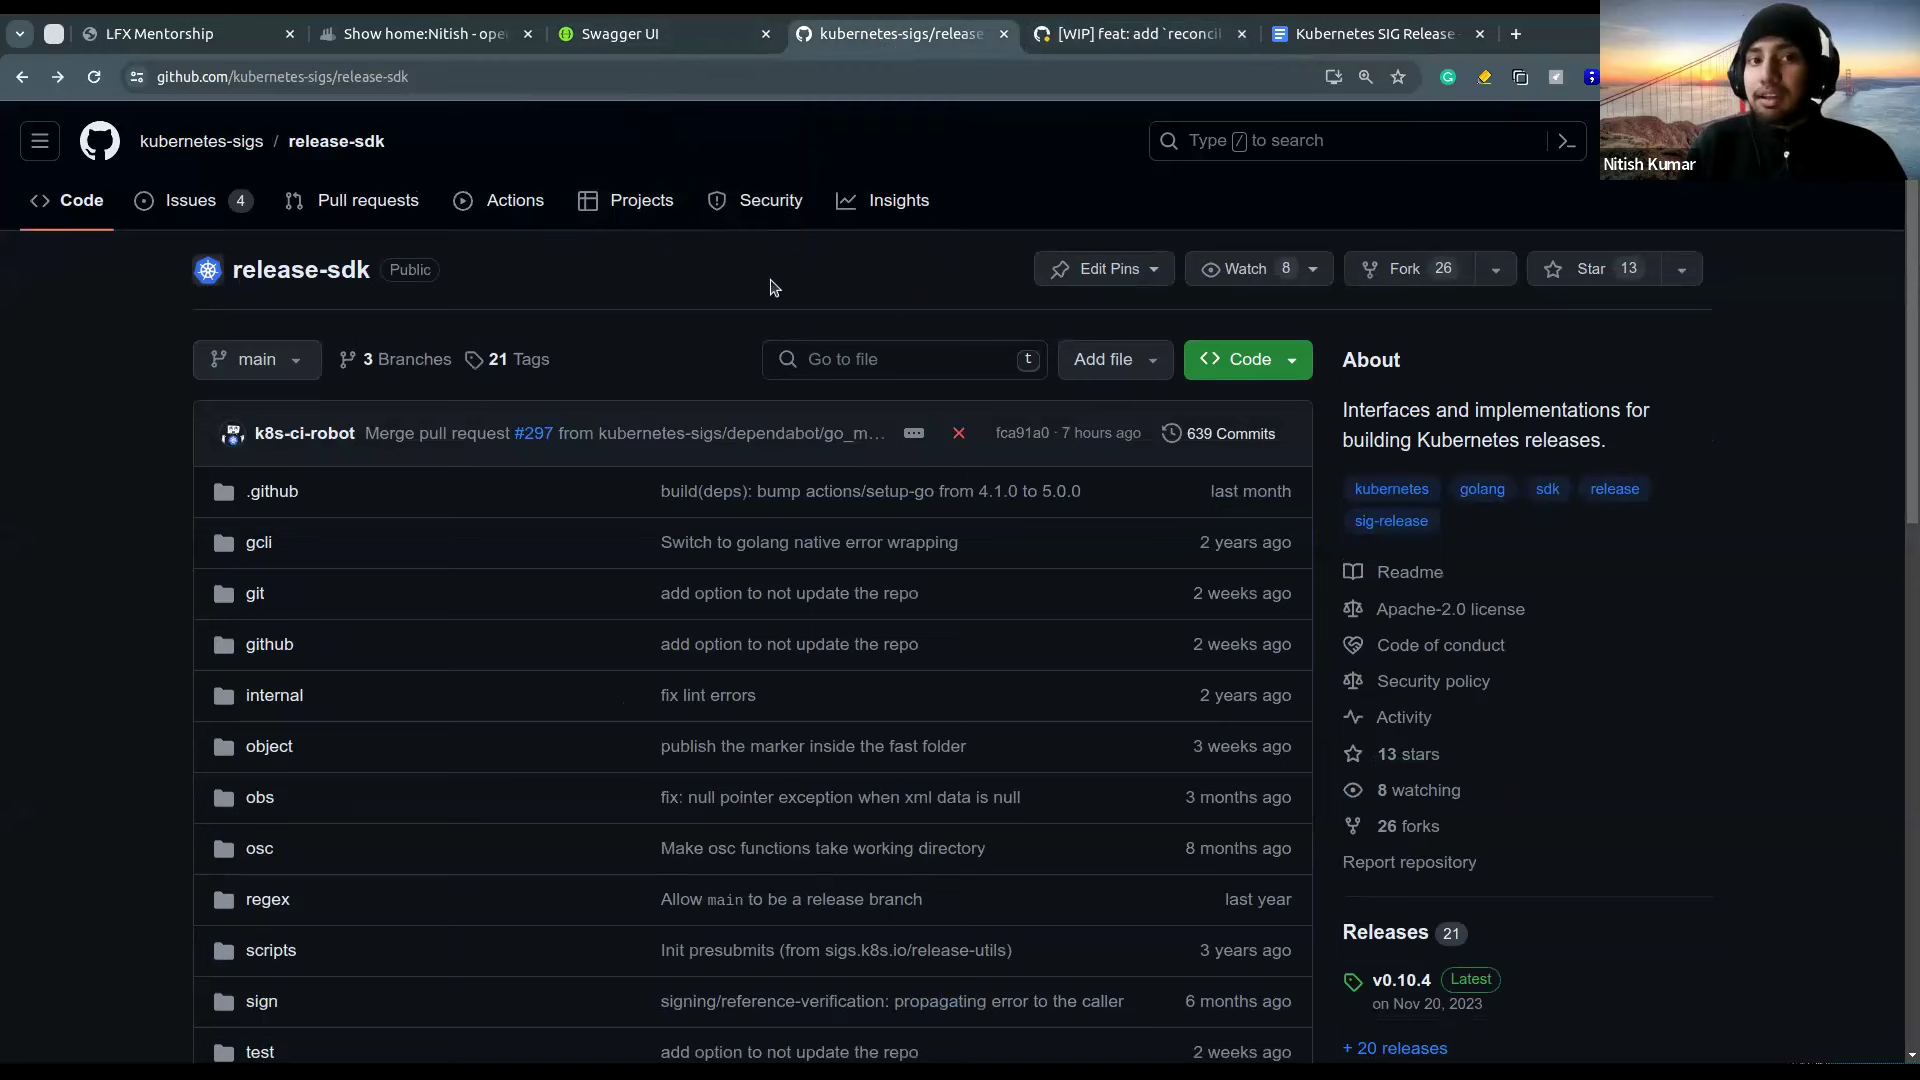 LFX Mentorship
Show home:Nitish - ope
Swagger UI
kubernetes-sigs/release
[WIP] feat: add `reconcil
Kubernetes SIG Release
github.com/kubernetes-sigs/release-sdk
Nitish Kumar
kubernetes-sigs / release-sdk
Type / to search
Code
Issues 4
Pull requests
Actions
Projects
Security
Insights
release-sdk Public
Edit Pins
Watch 8
Fork 26
Star 13
main
3 Branches
21 Tags
Go to file t
Add file
Code
k8s-ci-robot Merge pull request #297 from kubernetes-sigs/dependabot/go_m… fca91a0 · 7 hours ago 639 Commits
.github build(deps): bump actions/setup-go from 4.1.0 to 5.0.0 last month
gcli Switch to golang native error wrapping 2 years ago
git add option to not update the repo 2 weeks ago
github add option to not update the repo 2 weeks ago
internal fix lint errors 2 years ago
object publish the marker inside the fast folder 3 weeks ago
obs fix: null pointer exception when xml data is null 3 months ago
osc Make osc functions take working directory 8 months ago
regex Allow main to be a release branch last year
scripts Init presubmits (from sigs.k8s.io/release-utils) 3 years ago
sign signing/reference-verification: propagating error to the caller 6 months ago
test add option to not update the repo 2 weeks ago
About
Interfaces and implementations for
building Kubernetes releases.
kubernetes golang sdk release
sig-release
Readme
Apache-2.0 license
Code of conduct
Security policy
Activity
13 stars
8 watching
26 forks
Report repository
Releases 21
v0.10.4 Latest
on Nov 20, 2023
+ 20 releases